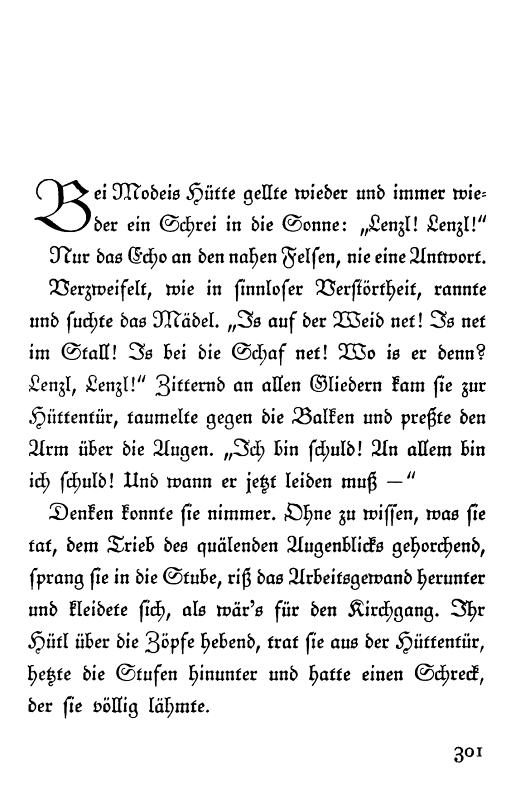 Bei Modeis Hütte gellte wieder und immer wie-
der ein Schrei in die Sonne: „Lenzl! Lenzl!“
Nur das Echo an den nahen Felsen, nie eine Antwort.
Verzweifelt, wie in sinnloser Verstörtheit, rannte
und suchte das Mädel. „Is auf der Weid net! Is net
im Stall! Is bei die Schaf net! Wo is er denn?
Lenzl, Lenzl!“ Zitternd an allen Gliedern kam sie zur
Hüttentür, taumelte gegen die Balken und preßte den
Arm über die Augen. „Ich bin schuld! An allem bin
ich schuld! Und wann er jetzt leiden muß —“
Denken konnte sie nimmer. Ohne zu wissen, was sie
tat, dem Trieb des quälenden Augenblicks gehorchend,
sprang sie in die Stube, riß das Arbeitsgewand herunter
und kleidete sich, als wär's für den Kirchgang. Ihr
Hütl über die Zöpfe hebend, trat sie aus der Hüttentür,
hetzte die Stufen hinunter und hatte einen Schreck,
der sie völlig lähmte.
301